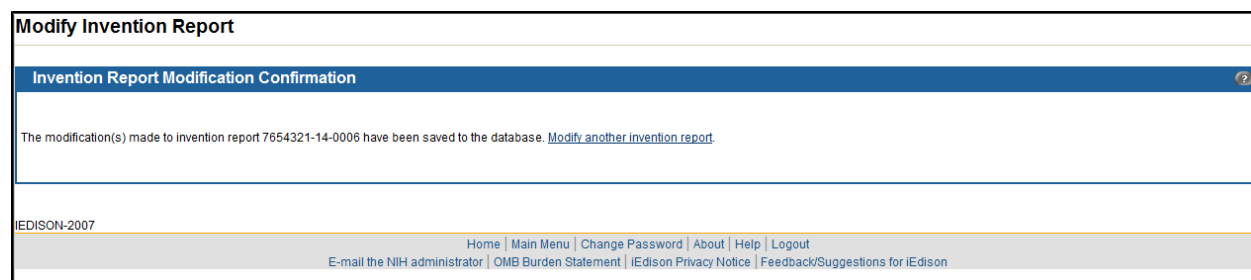 Modify Invention Report
Invention Report Modification Confirmation
?
The modification(s) made to invention report 7654321-14-0006 have been saved to the database. Modify another invention report.
IEDISON-2007
Home | Main Menu | Change Password | About | Help | Logout
E-mail the NIH administrator | OMB Burden Statement | iEdison Privacy Notice | Feedback/Suggestions for iEdison